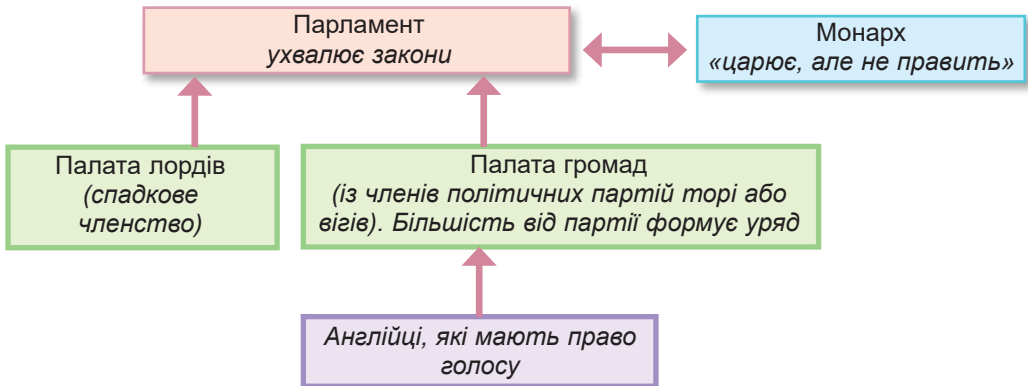 Парламент
ухвалює закони
Монарх
«царює, але не править»
Палата лордів
(спадкове
членство)
Палата громад
(із членів політичних партій торі або
вігів). Більшість від партії формує уряд
Англійці, які мають право
голосу